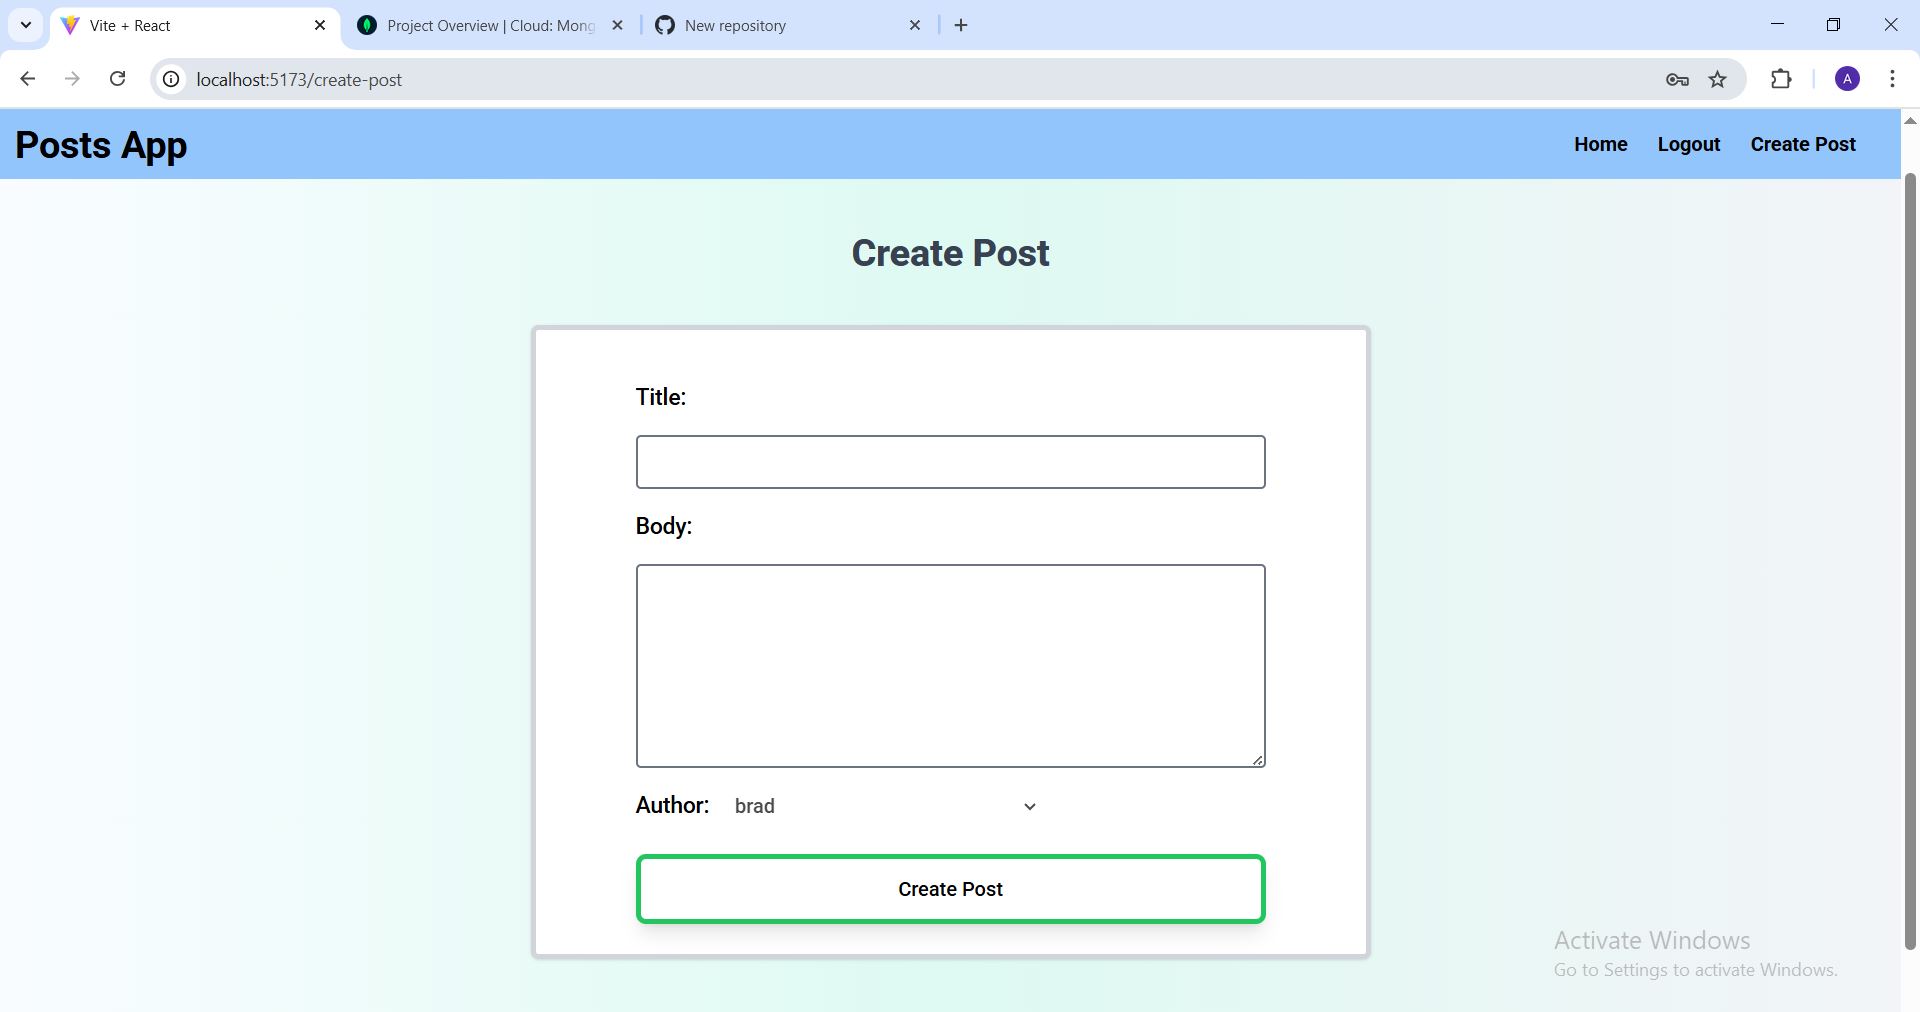 Vite + React
Project Overview | Cloud: Mong
New repository
localhost:5173/create-post
A
Posts App
Home
Logout
Create Post
Create Post
Title:
Body:
Author:
brad
Create Post
Activate Windows
Go to Settings to activate Windows.